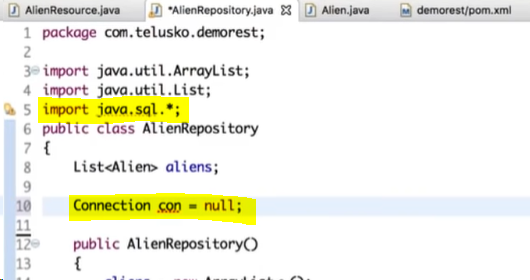 AlienResource.java *AlienRepository.java Alien.java demorest/pom.xml
1 package com.telusko.demorest;
2
3 import java.util.ArrayList;
4 import java.util.List;
5 import java.sql.*;
6 public class AlienRepository
7 {
8 List<Alien> aliens;
9
10 Connection con = null;
11
12 public AlienRepository()
13 {